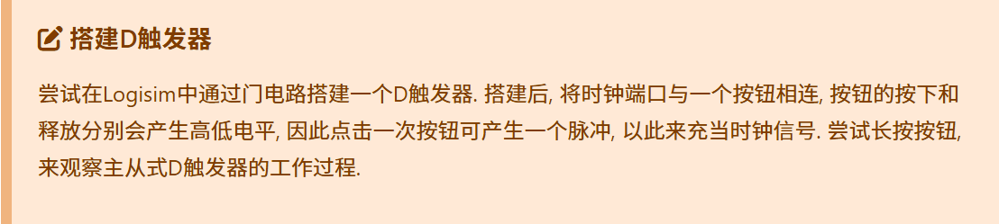 搭建D触发器
尝试在Logisim中通过门电路搭建一个D触发器. 搭建后, 将时钟端口与一个按钮相连, 按钮的按下和
释放分别会产生高低电平, 因此点击一次按钮可产生一个脉冲, 以此来充当时钟信号. 尝试长按按钮,
来观察主从式D触发器的工作过程.